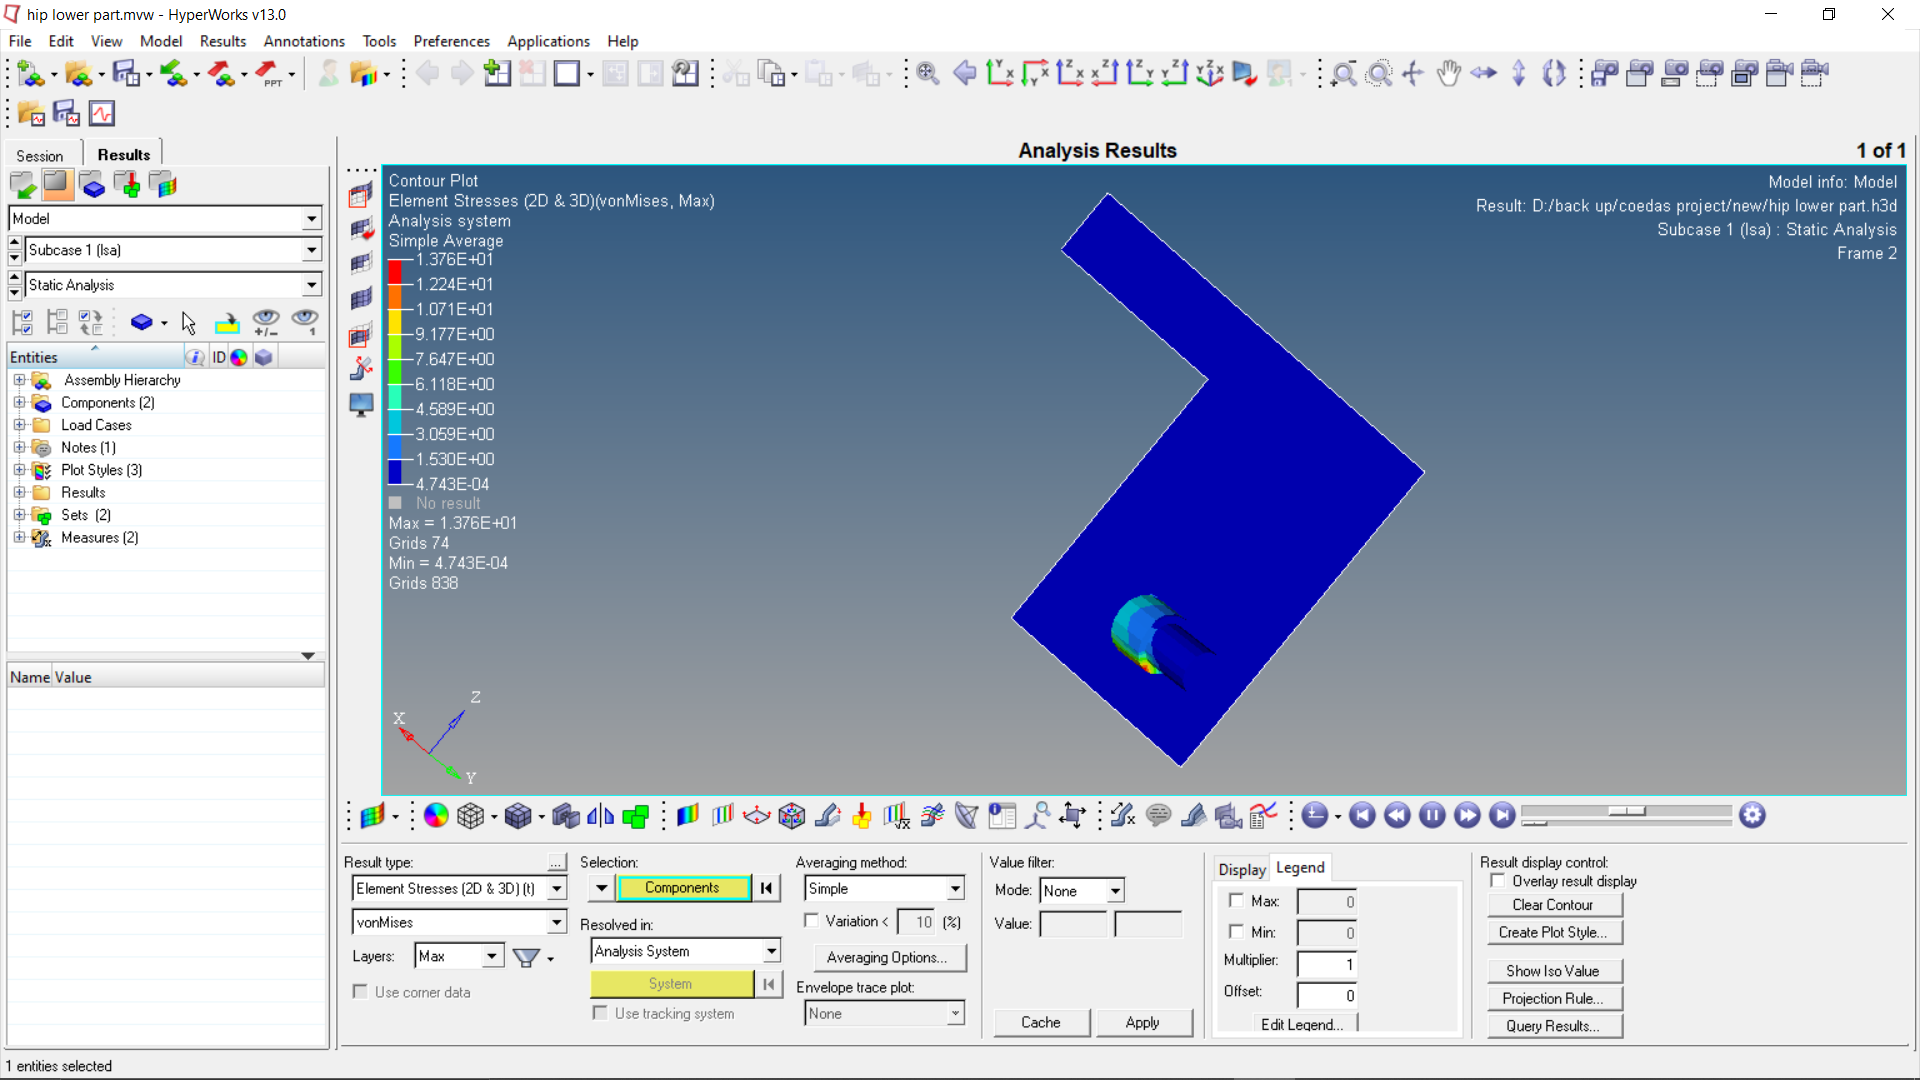 hip lower part.mvw - HyperWorks v13.0
File Edit View Model Results Annotations Tools Preferences Applications Help
Session Results
Model
Subcase 1 (lsa)
Static Analysis
Entities ID
Assembly Hierarchy
Components (2)
Load Cases
Notes (1)
Plot Styles (3)
Results
Sets (2)
Measures (2)
Name Value
Analysis Results 1 of 1
Contour Plot
Element Stresses (2D & 3D)(vonMises, Max)
Analysis system
Simple Average
1.376E+01
1.224E+01
1.071E+01
9.177E+00
7.647E+00
6.118E+00
4.589E+00
3.059E+00
1.530E+00
4.743E-04
No result
Max = 1.376E+01
Grids 74
Min = 4.743E-04
Grids 838
Model info: Model
Result: D:/back up/coedas project/new/hip lower part.h3d
Subcase 1 (lsa) : Static Analysis
Frame 2
Z
X
Y
Result type: ...
Element Stresses (2D & 3D) (t)
vonMises
Layers: Max
Use corner data
Selection:
Components
Resolved in:
Analysis System
System
Use tracking system
Averaging method:
Simple
Variation < 10 (%)
Averaging Options...
Envelope trace plot:
None
Value filter:
Mode: None
Value:
Cache Apply
Display Legend
Max: 0
Min: 0
Multiplier: 1
Offset: 0
Edit Legend...
Result display control:
Overlay result display
Clear Contour
Create Plot Style...
Show Iso Value
Projection Rule...
Query Results...
1 entities selected